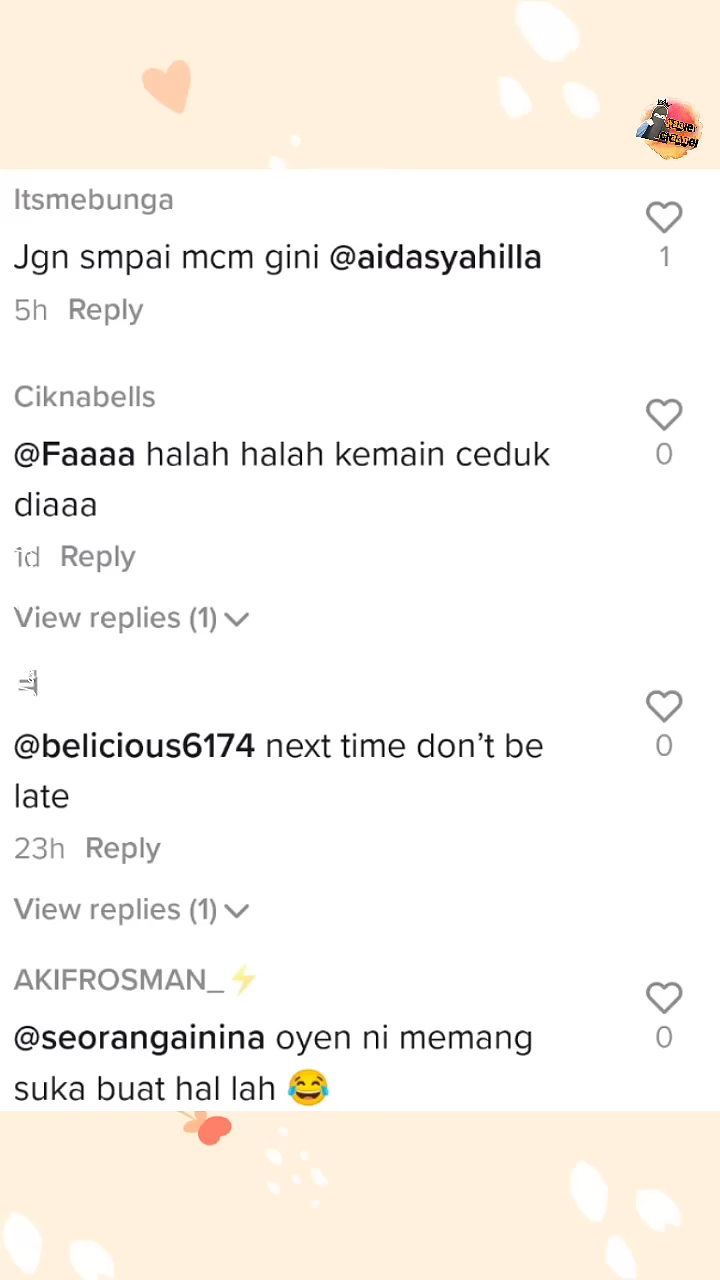 Itsmebunga
Jgn smpai mcm gini @aidasyahilla
1
5h Reply
Ciknabells
@Faaaa halah halah kemain ceduk
diaaa
0
1d Reply
View replies (1)
@belicious6174 next time don’t be
late
0
23h Reply
View replies (1)
AKIFROSMAN_⚡
@seorangainina oyen ni memang
suka buat hal lah 😂
0